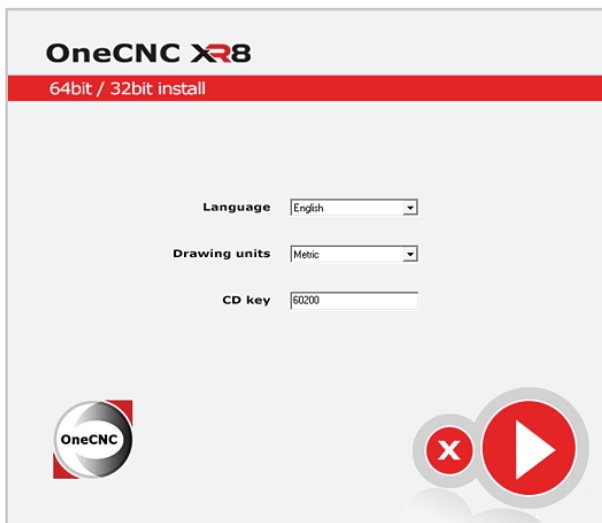 OneCNC XR8
64bit / 32bit install
Language English
Drawing units Metric
CD key 60200
OneCNC
X